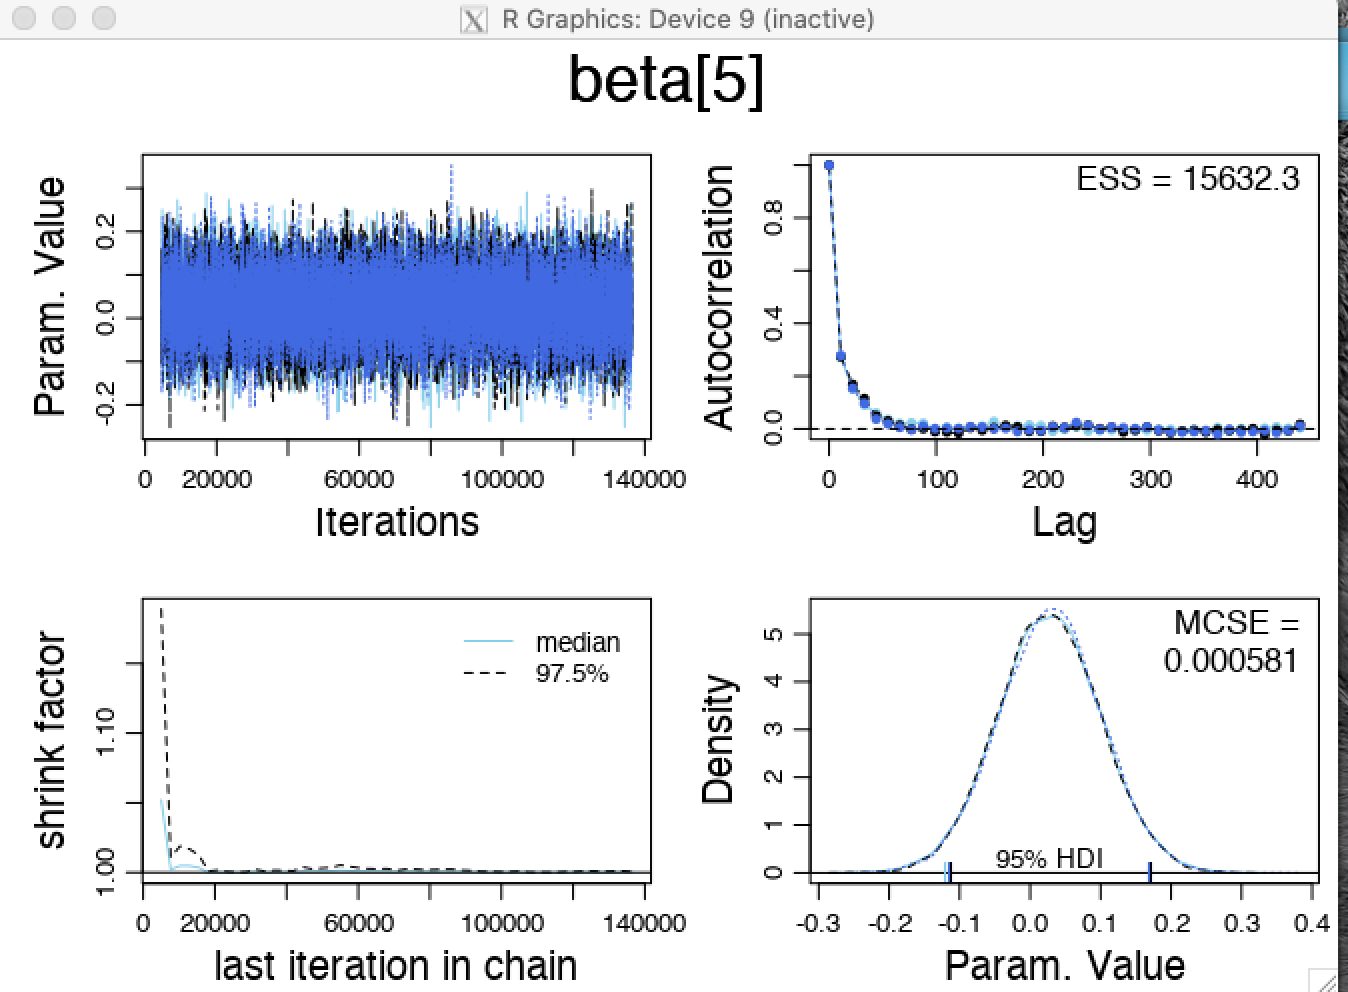 R Graphics: Device 9 (inactive)
beta[5]
Param. Value
-0.2
0.0
0.2
0
20000
60000
100000
140000
Iterations
Autocorrelation
0.0
0.4
0.8
ESS = 15632.3
0
100
200
300
400
Lag
shrink factor
1.00
1.10
median
97.5%
0
20000
60000
100000
140000
last iteration in chain
Density
0
1
2
3
4
5
MCSE =
0.000581
95% HDI
-0.3
-0.2
-0.1
0.0
0.1
0.2
0.3
0.4
Param. Value